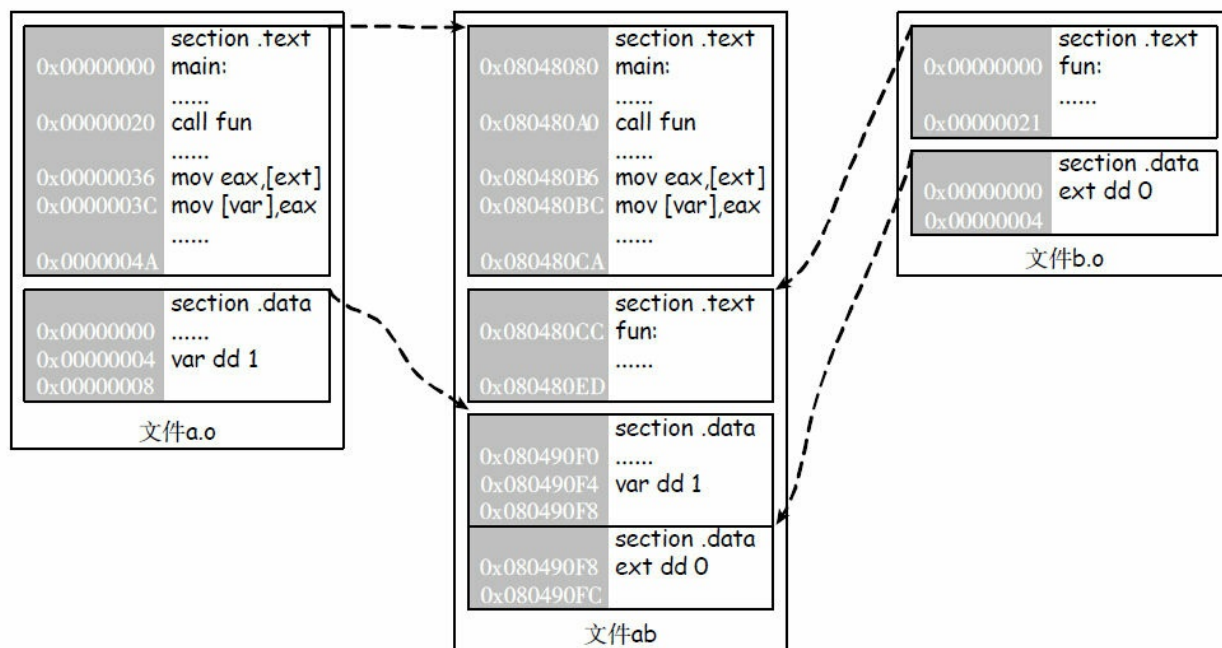 section .text
0x00000000 main:
......
0x00000020 call fun
......
0x00000036 mov eax,[ext]
0x0000003C mov [var],eax
......
0x0000004A
section .data
0x00000000 ......
0x00000004 var dd 1
0x00000008
文件a.o
section .text
0x08048080 main:
......
0x080480A0 call fun
......
0x080480B6 mov eax,[ext]
0x080480BC mov [var],eax
......
0x080480CA
section .text
0x080480CC fun:
......
0x080480ED
section .data
0x080490F0 ......
0x080490F4 var dd 1
0x080490F8
section .data
0x080490F8 ext dd 0
0x080490FC
文件ab
section .text
0x00000000 fun:
......
0x00000021
section .data
0x00000000 ext dd 0
0x00000004
文件b.o